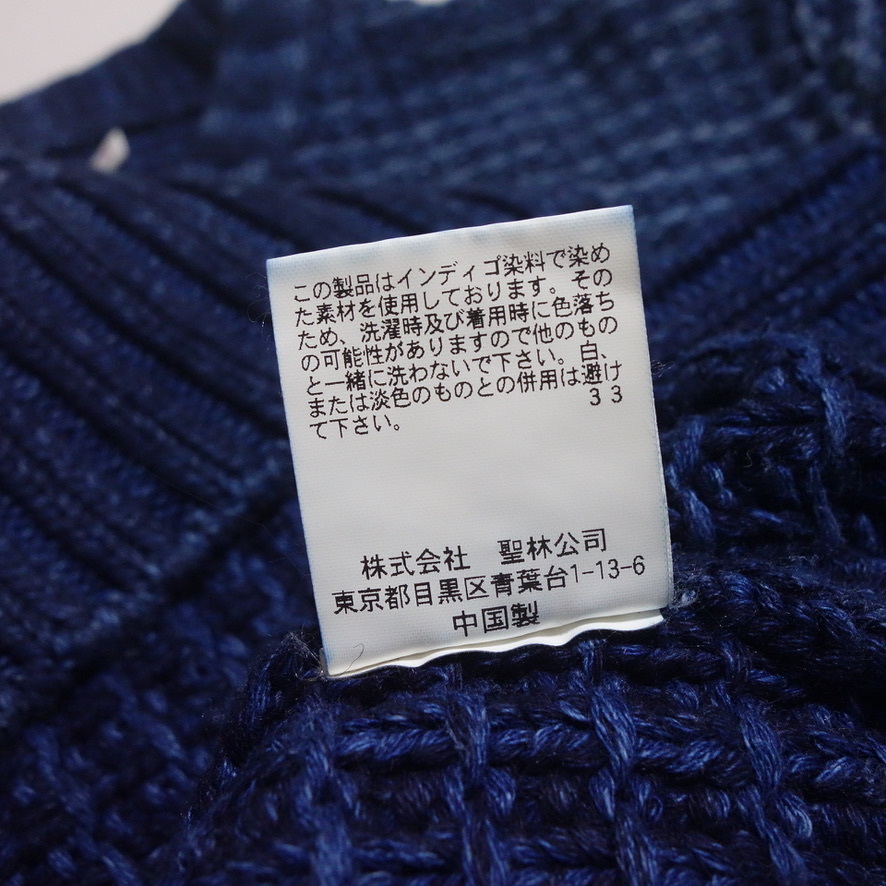 この製品はインディゴ染料で染め
た素材を使用しております。その
ため、洗濯時及び着用時に色落ち
の可能性がありますので他のもの
と一緒に洗わないで下さい。白、
または淡色のものとの併用は避け
て下さい。
33
株式会社 聖林公司
東京都目黒区青葉台1-13-6
中国製